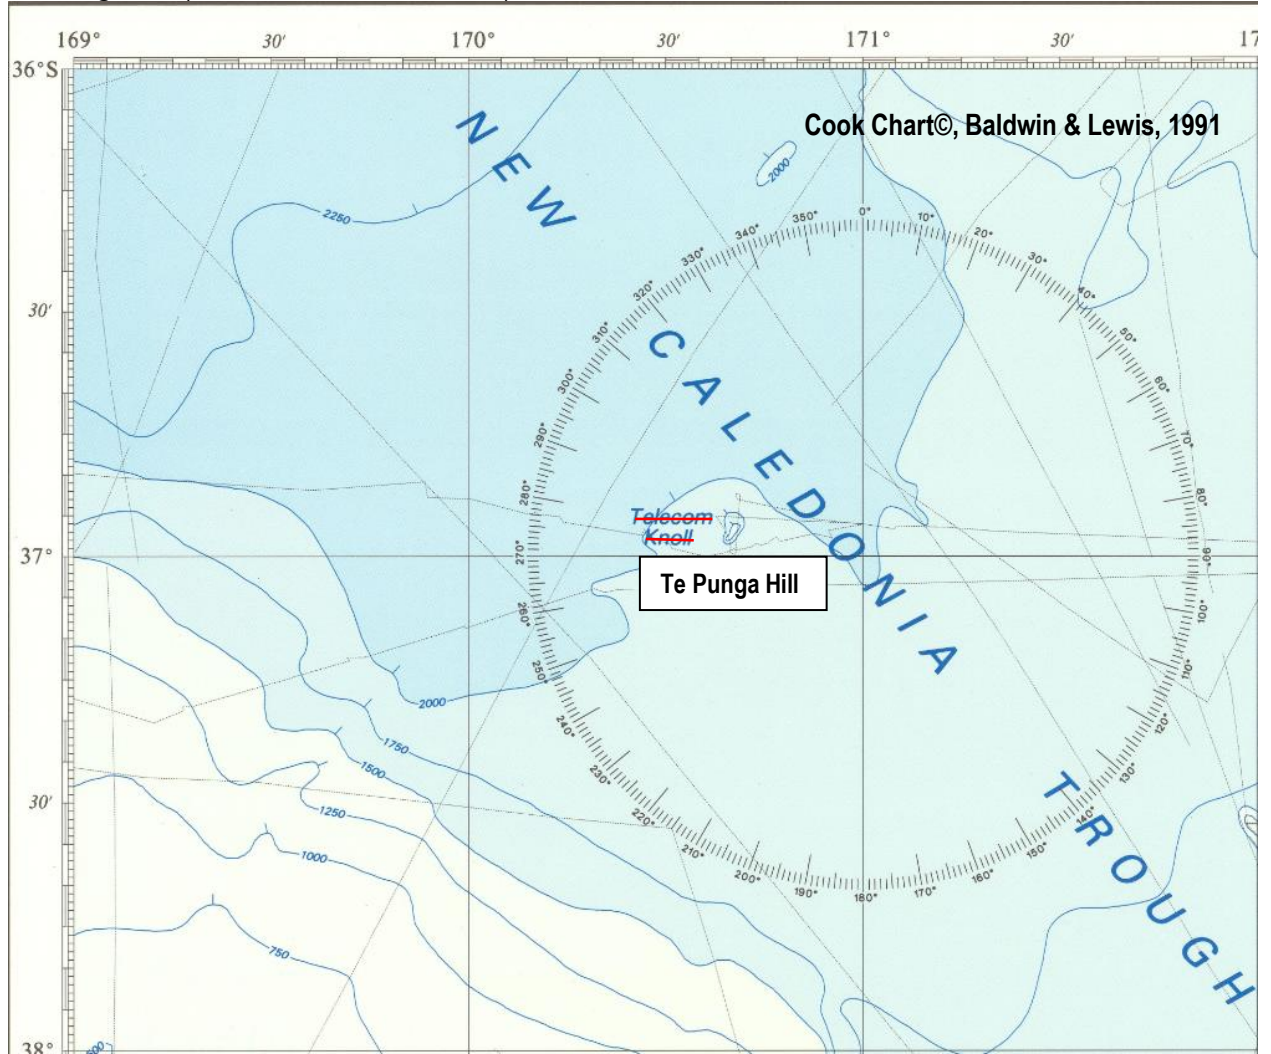 169° 30′ 170° 30′ 171° 30′ 17
36°S
Cook Chart©, Baldwin & Lewis, 1991
NEW
CALEDONIA
TROUGH
2000
2250
0° 10° 20° 30° 40° 50° 60° 70° 80° 90° 100° 110° 120° 130° 140° 150° 160° 170° 180° 190° 200° 210° 220° 230° 240° 250° 260° 270° 280° 290° 300° 310° 320° 330° 340° 350°
30′
Telecom
Knoll
37°
Te Punga Hill
2000
1750
1500
30′
1250
1000
750
38°